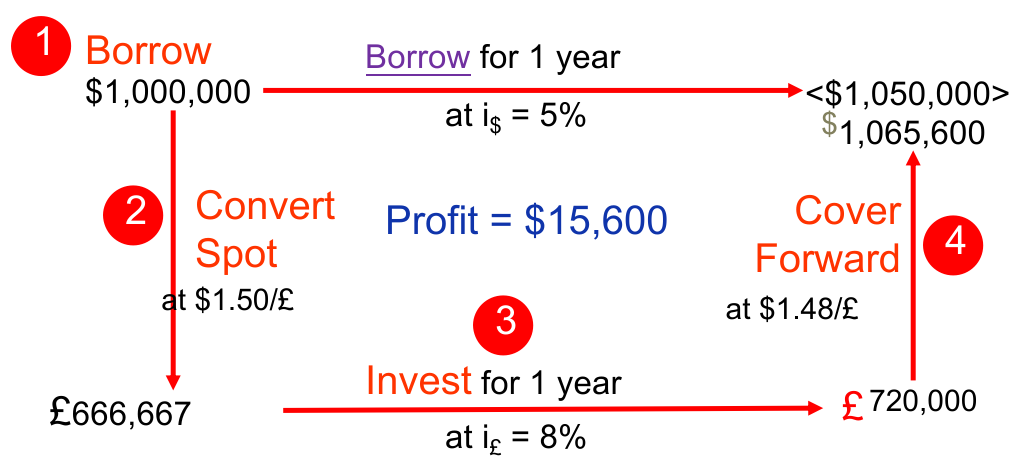 1 Borrow
$1,000,000
Borrow for 1 year
at i$ = 5%
<$1,050,000>
$1,065,600
2 Convert
Spot
at $1.50/£
Profit = $15,600
Cover
Forward 4
at $1.48/£
3
Invest for 1 year
at i£ = 8%
£666,667
£ 720,000